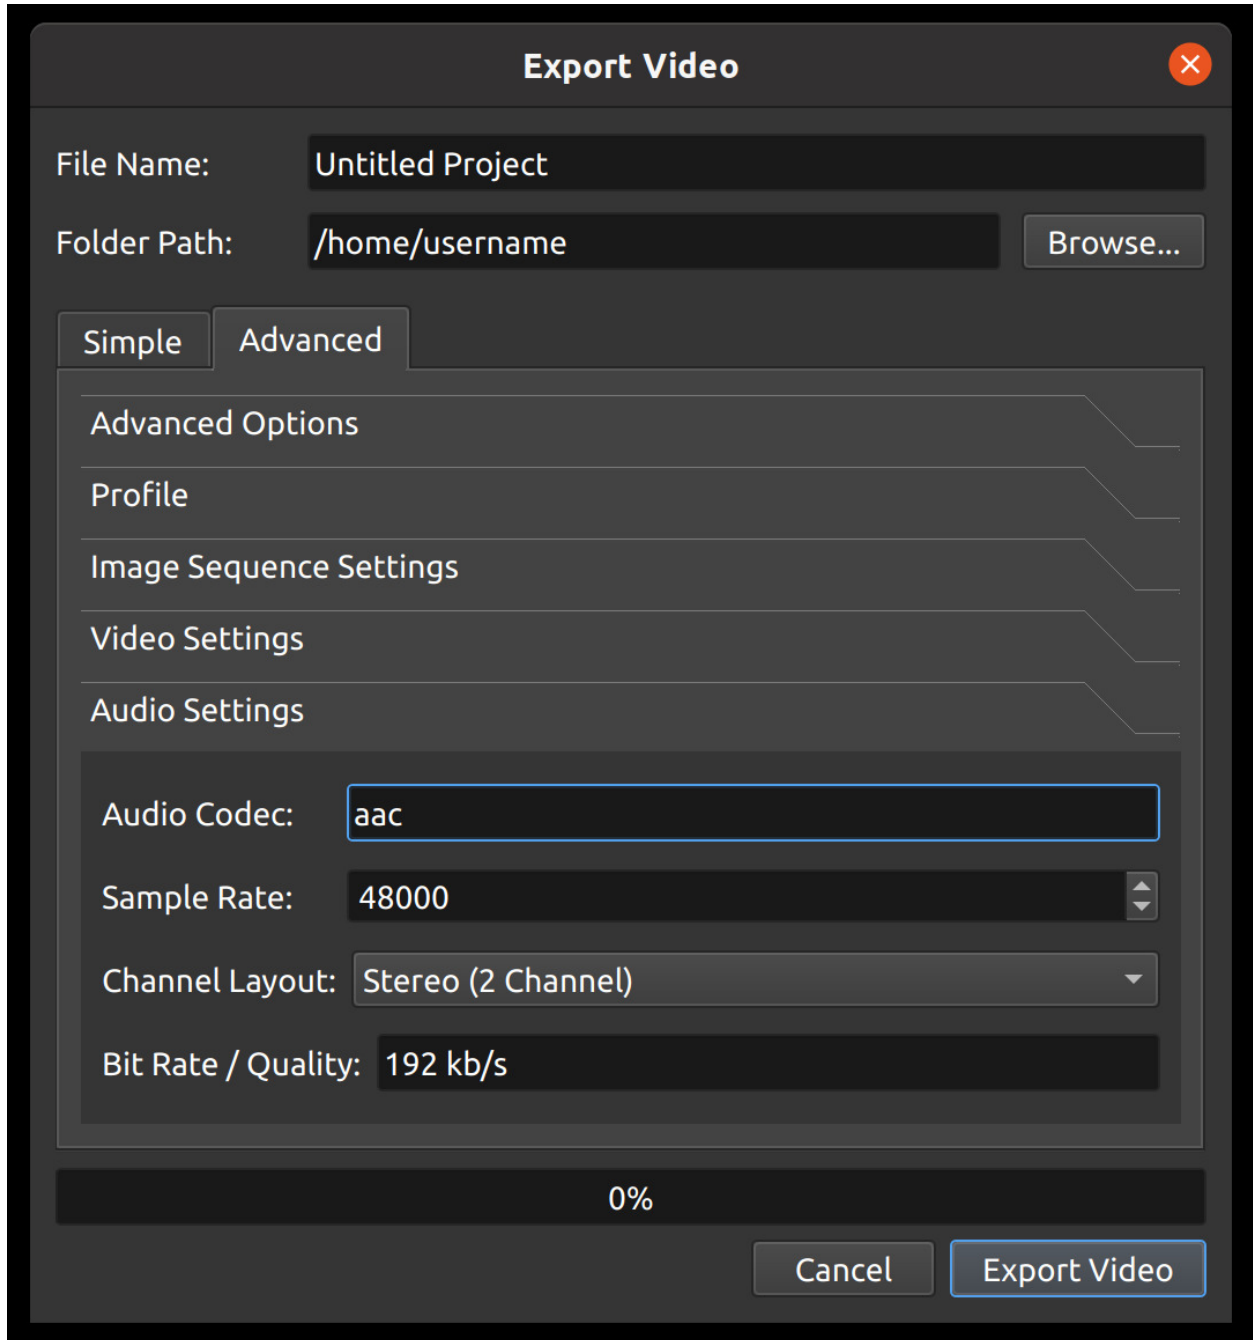 Export Video
File Name: Untitled Project
Folder Path: /home/username Browse...
Simple Advanced
Advanced Options
Profile
Image Sequence Settings
Video Settings
Audio Settings
Audio Codec: aac
Sample Rate: 48000
Channel Layout: Stereo (2 Channel)
Bit Rate / Quality: 192 kb/s
0%
Cancel Export Video